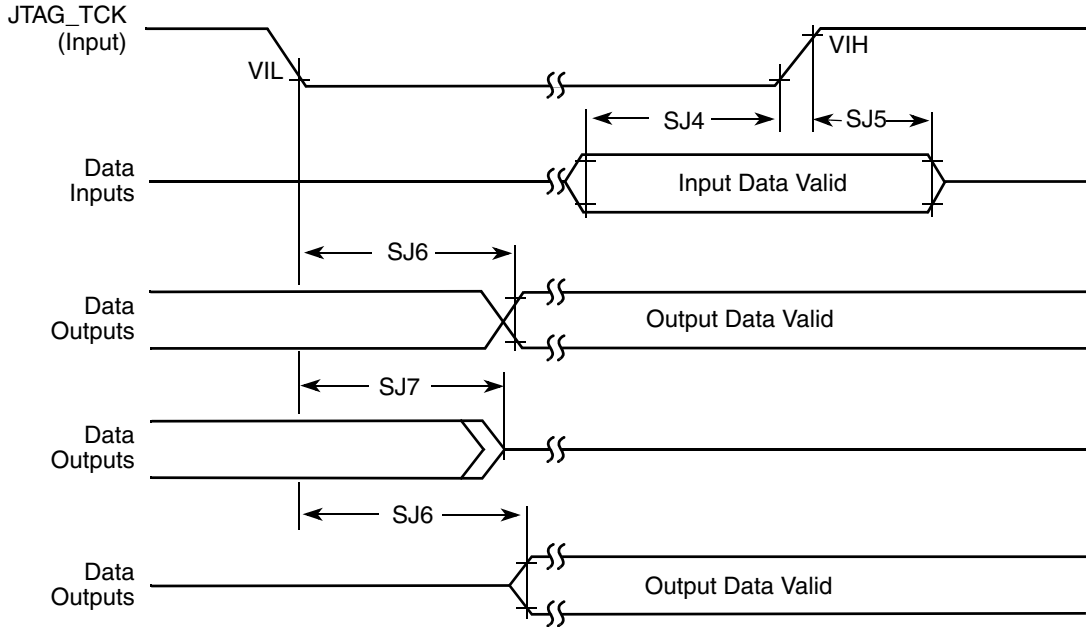 JTAG_TCK
(Input)
VIH
VIL
SJ4
SJ5
Data
Inputs
Input Data Valid
SJ6
Data
Outputs
Output Data Valid
SJ7
Data
Outputs
SJ6
Data
Outputs
Output Data Valid